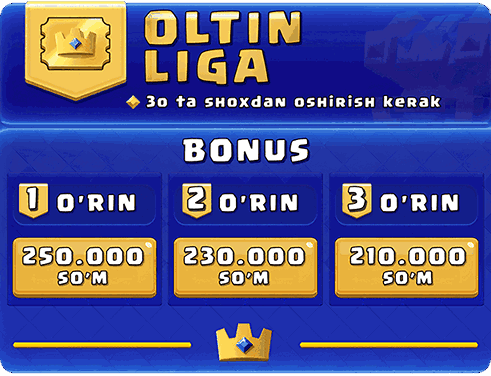 OLTIN
LIGA
30 ta shoxdan oshirish kerak
BONUS
1 O'RIN
2 O'RIN
3 O'RIN
250.000
SO'M
230.000
SO'M
210.000
SO'M